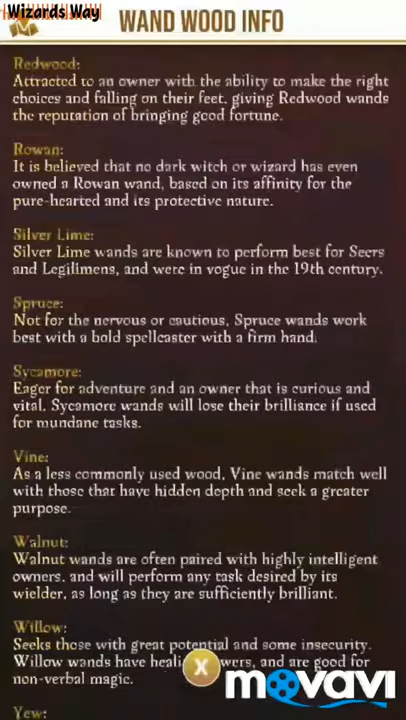 Wizards Way
WAND WOOD INFO
Redwood:
Attracted to an owner with the ability to make the right
choices and falling on their feet, giving Redwood wands
the reputation of bringing good fortune.
Rowan:
It is believed that no dark witch or wizard has even
owned a Rowan wand, based on its affinity for the
pure-hearted and its protective nature.
Silver Lime:
Silver Lime wands are known to perform best for Seers
and Legilimens, and were in vogue in the 19th century.
Spruce:
Not for the nervous or cautious, Spruce wands work
best with a bold spellcaster with a firm hand.
Sycamore:
Eager for adventure and an owner that is curious and
vital, Sycamore wands will lose their brilliance if used
for mundane tasks.
Vine:
As a less commonly used wood, Vine wands match well
with those that have hidden depth and seek a greater
purpose.
Walnut:
Walnut wands are often paired with highly intelligent
owners, and will perform any task desired by its
wielder, as long as they are sufficiently brilliant.
Willow:
Seeks those with great potential and some insecurity.
Willow wands have heali X wers, and are good for
non-verbal magic.
movavi
Yew: